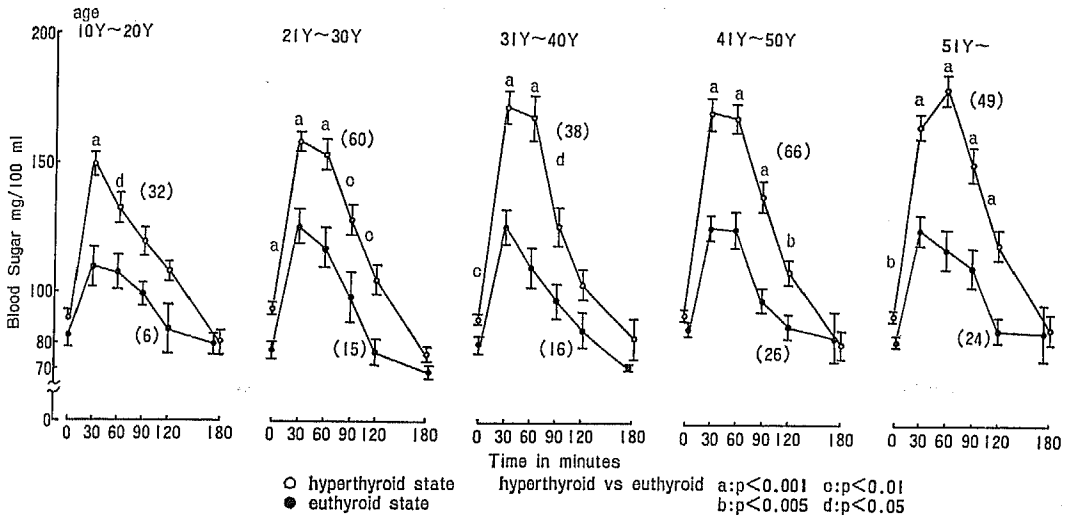 age
10Y~20Y
21Y~30Y
31Y~40Y
41Y~50Y
51Y~
Blood Sugar mg/100 ml
200
150
100
80
70
0
a
d
(32)
(6)
a
a
(60)
c
c
a
(15)
a
a
(38)
d
c
(16)
a
a
(66)
a
b
(26)
a
a
(49)
a
a
b
(24)
0 30 60 90 120 180
0 30 60 90 120 180
0 30 60 90 120 180
0 30 60 90 120 180
0 30 60 90 120 180
Time in minutes
hyperthyroid state
euthyroid state
hyperthyroid vs euthyroid
a:p<0.001 c:p<0.01
b:p<0.005 d:p<0.05